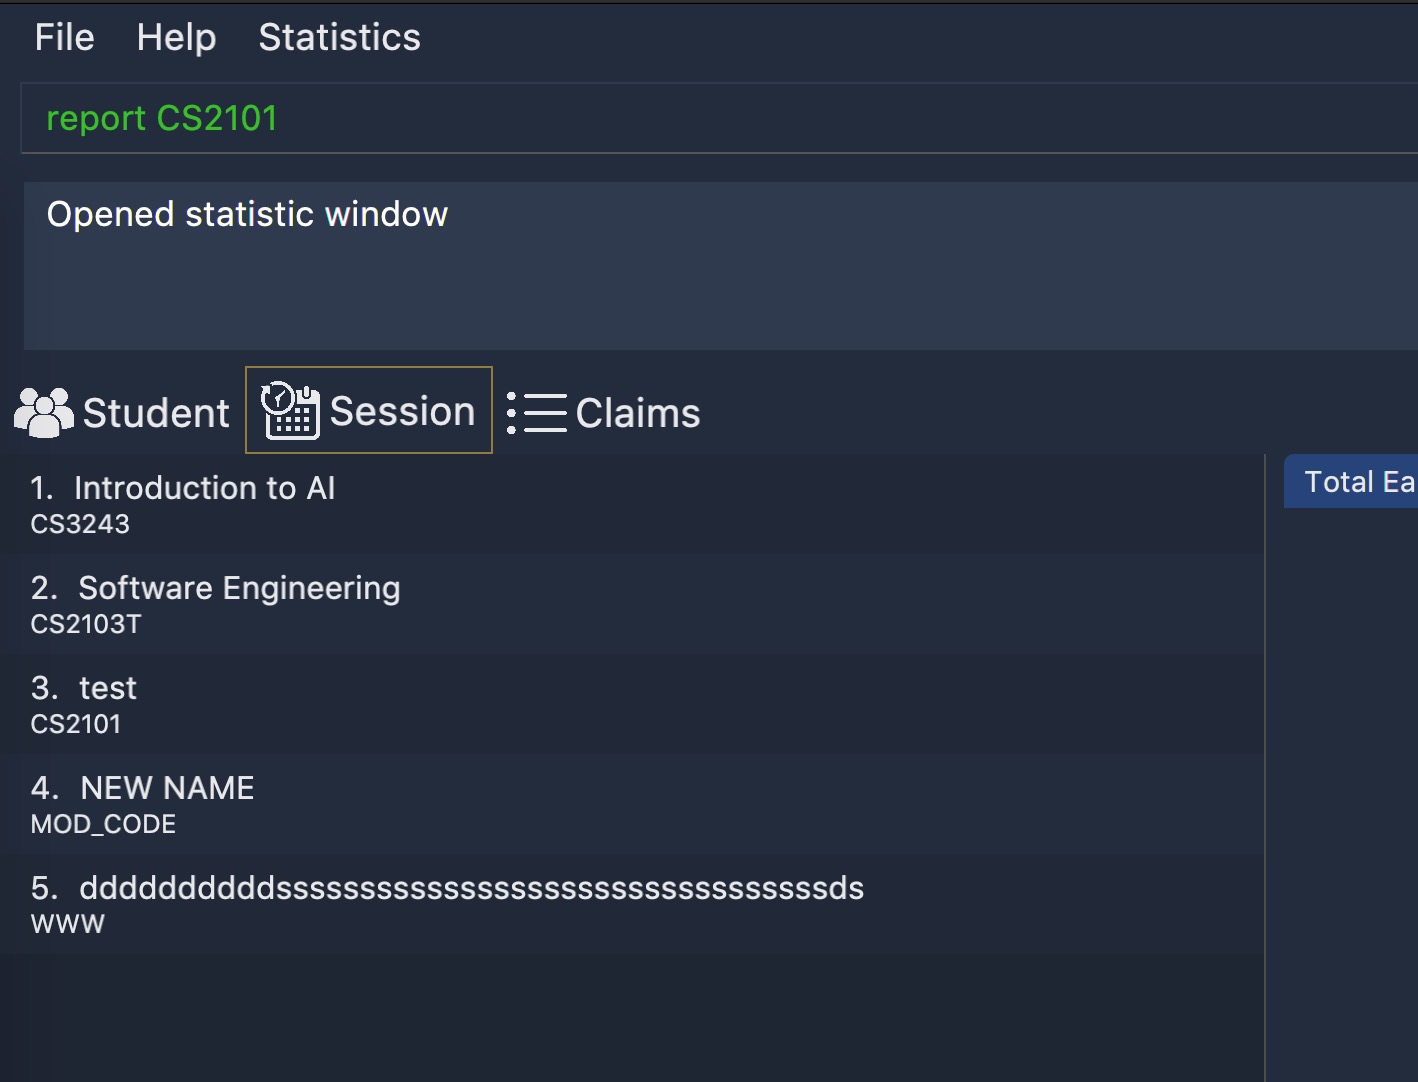 File Help Statistics
report CS2101
Opened statistic window
Student Session Claims
1. Introduction to AI
CS3243
Total Ea
2. Software Engineering
CS2103T
3. test
CS2101
4. NEW NAME
MOD_CODE
5. ddddddddddsssssssssssssssssssssssssssssssssds
WWW